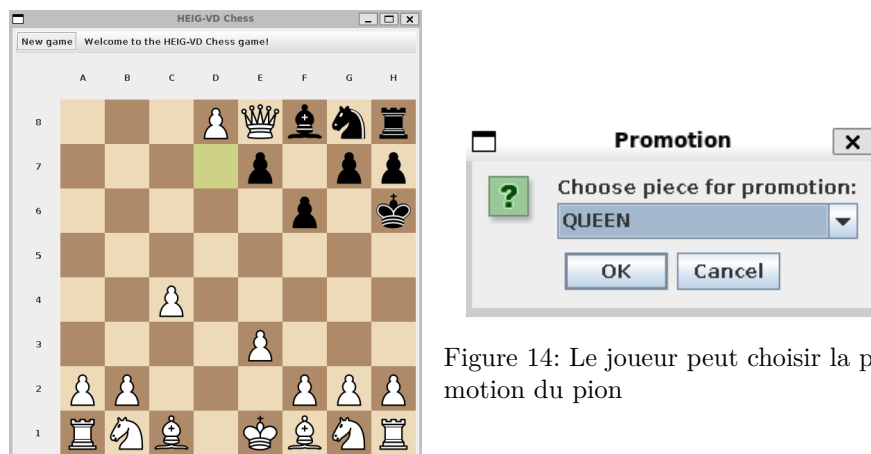 HEIG-VD Chess
New game Welcome to the HEIG-VD Chess game!
A B C D E F G H
8
7
6
5
4
3
2
1
Promotion
?
Choose piece for promotion:
QUEEN
OK Cancel
Figure 14: Le joueur peut choisir la p
motion du pion